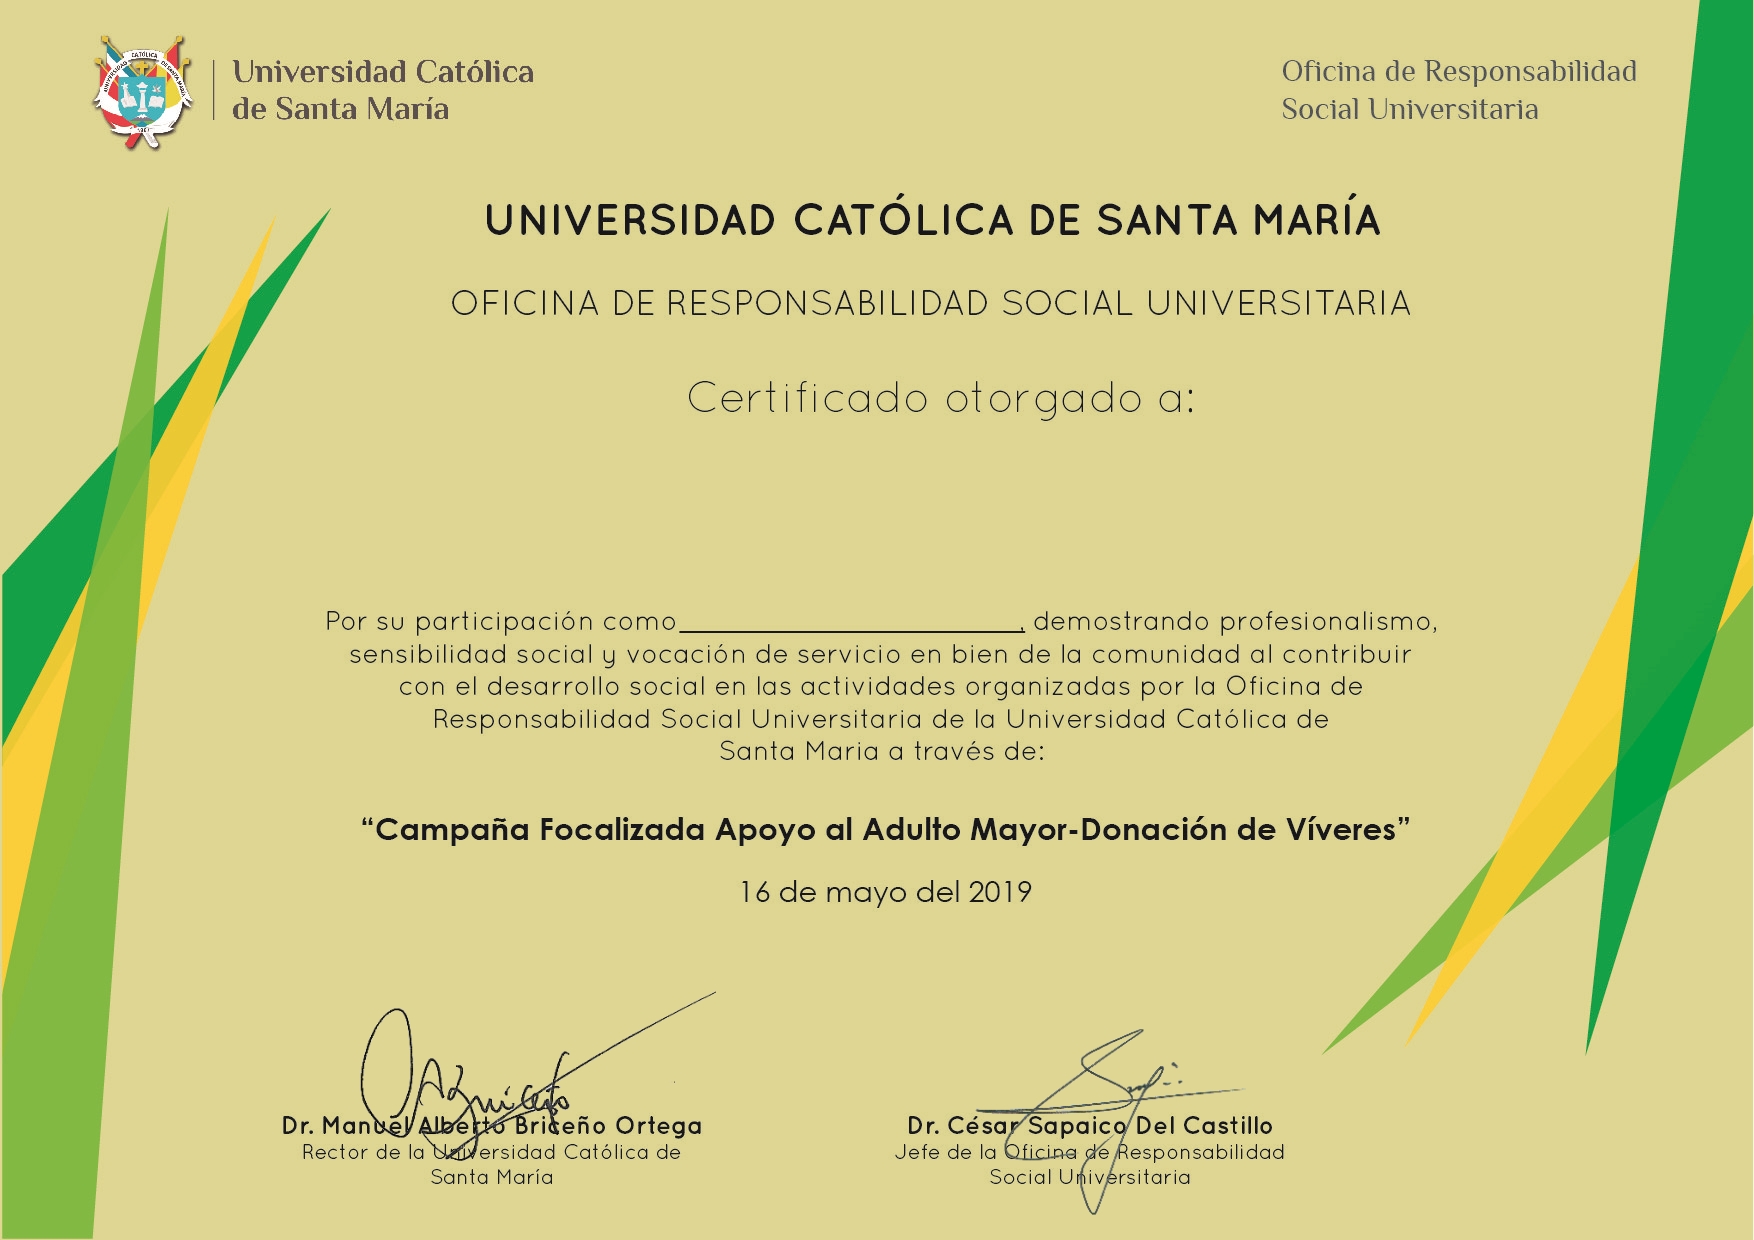 Universidad Católica
de Santa María
Oficina de Responsabilidad
Social Universitaria
UNIVERSIDAD CATÓLICA DE SANTA MARÍA
OFICINA DE RESPONSABILIDAD SOCIAL UNIVERSITARIA
Certificado otorgado a:
Por su participación como______________________, demostrando profesionalismo,
sensibilidad social y vocación de servicio en bien de la comunidad al contribuir
con el desarrollo social en las actividades organizadas por la Oficina de
Responsabilidad Social Universitaria de la Universidad Católica de
Santa Maria a través de:
“Campaña Focalizada Apoyo al Adulto Mayor-Donación de Víveres”
16 de mayo del 2019
Dr. Manuel Alberto Briceño Ortega
Rector de la Universidad Católica de
Santa María
Dr. César Sapaico Del Castillo
Jefe de la Oficina de Responsabilidad
Social Universitaria